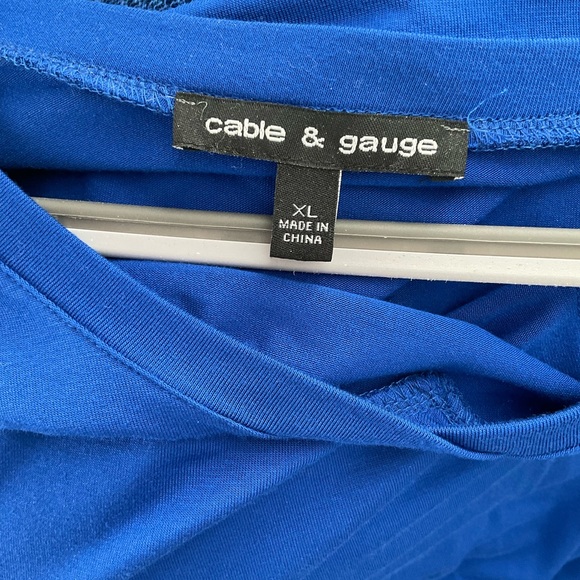 cable & gauge
XL
MADE IN
CHINA